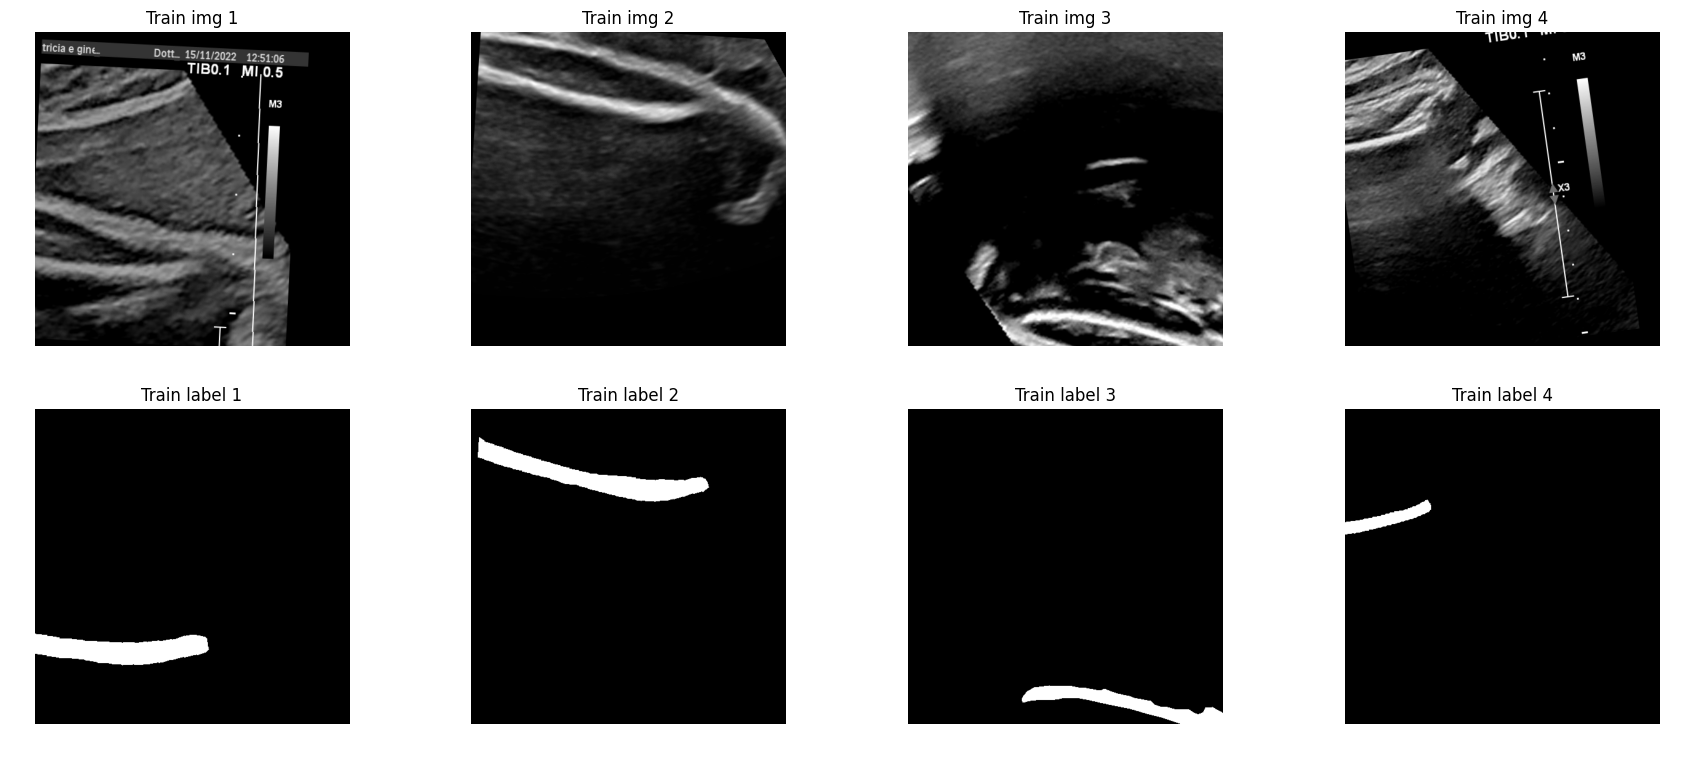 Train img 1
Train img 2
Train img 3
Train img 4
tricia e gine...
Dott... 15/11/2022 12:51:06
TIB0.1 MI 0.5
M3
TIB0.1
M3
X3
Train label 1
Train label 2
Train label 3
Train label 4